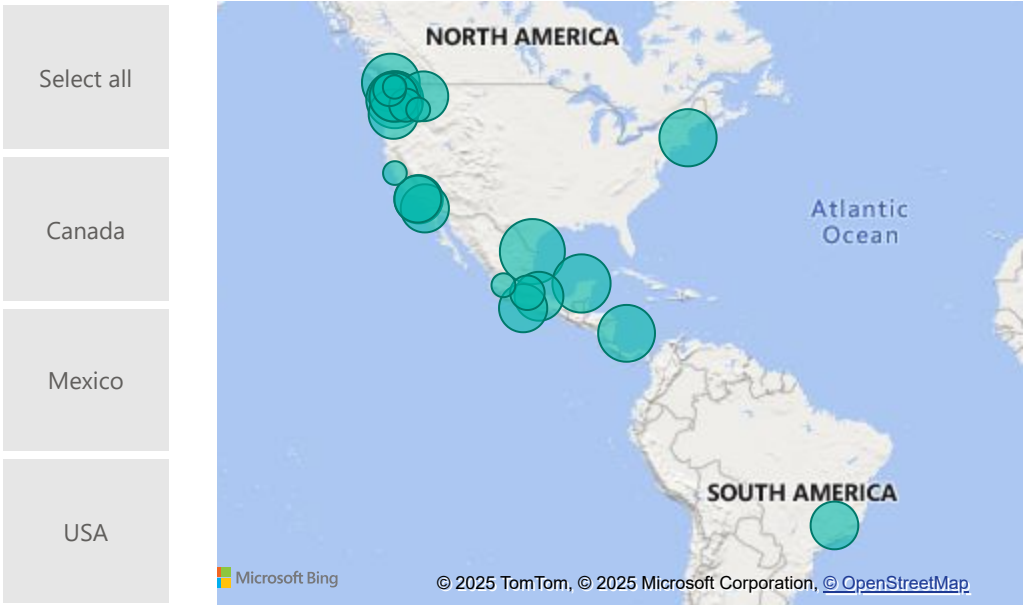 Select all
Canada
Mexico
USA
NORTH AMERICA
Atlantic
Ocean
SOUTH AMERICA
Microsoft Bing
© 2025 TomTom, © 2025 Microsoft Corporation, © OpenStreetMap